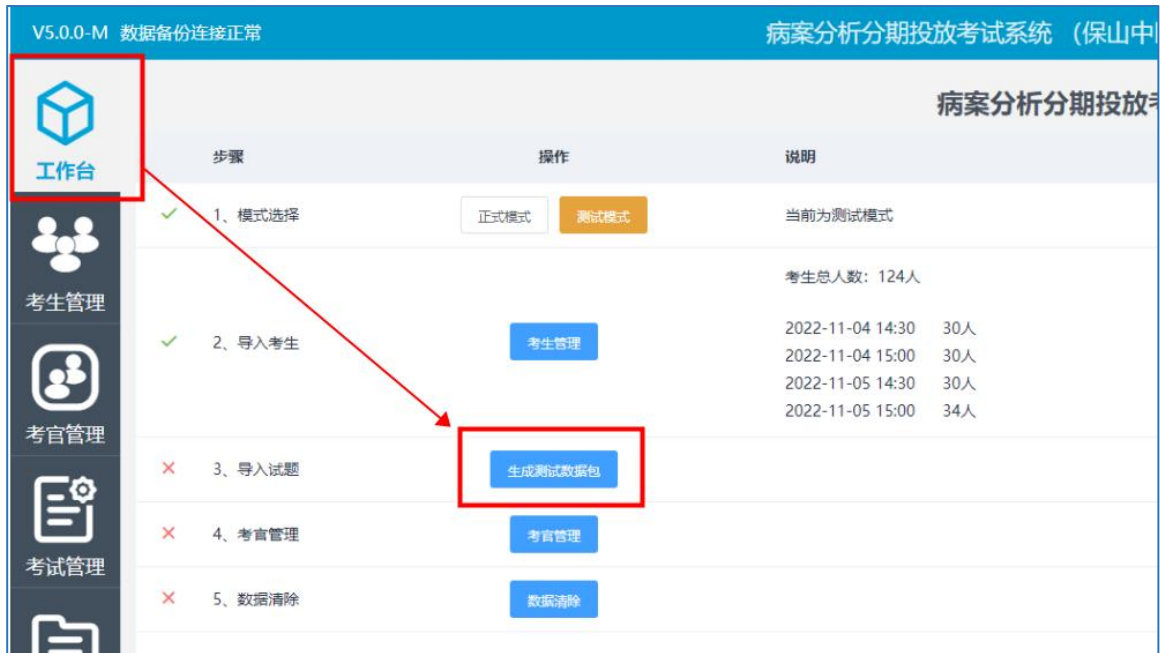 V5.0.0-M 数据备份连接正常
病案分析分期投放考试系统 (保山中
病案分析分期投放考
工作台
步骤 操作 说明
1、模式选择 正式模式 测试模式 当前为测试模式
考生管理
2、导入考生 考生管理 考生总人数：124人
2022-11-04 14:30 30人
2022-11-04 15:00 30人
2022-11-05 14:30 30人
2022-11-05 15:00 34人
考官管理
3、导入试题 生成测试数据包
4、考官管理 考官管理
考试管理
5、数据清除 数据清除